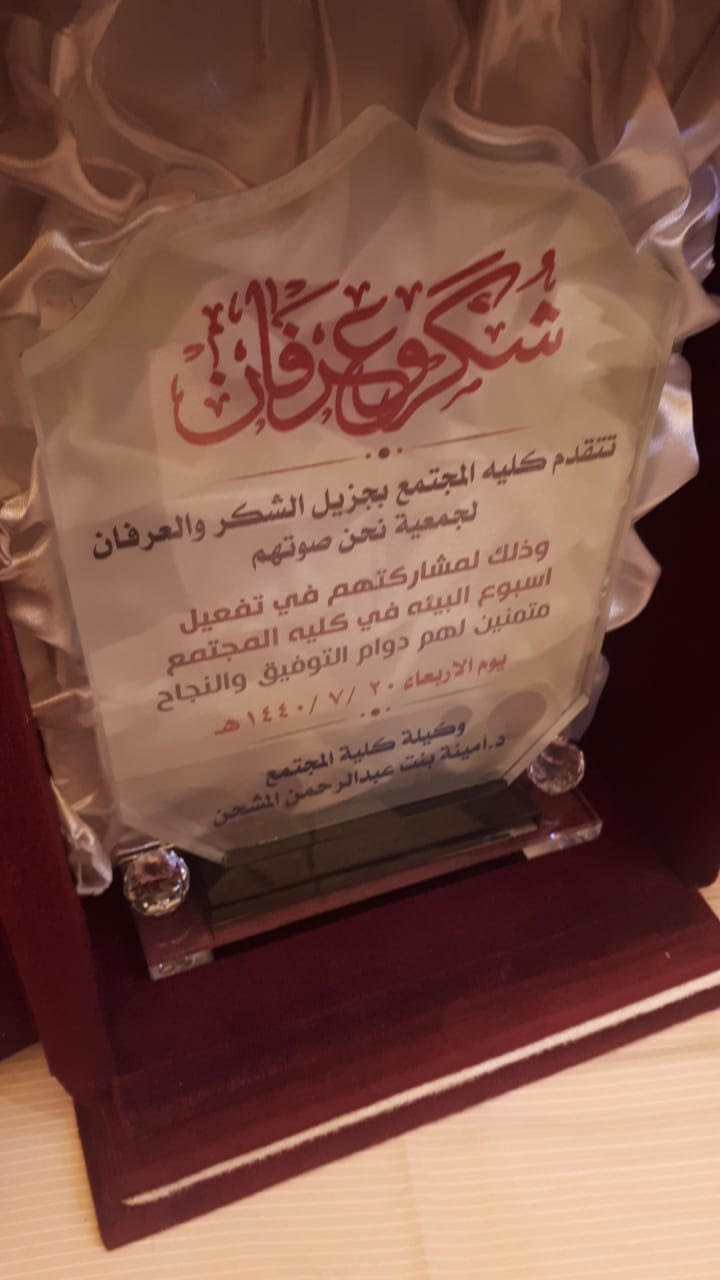 شكر وعرفان
تتقدم كليه المجتمع بجزيل الشكر والعرفان
لجمعية نحن صوتهم
وذلك لمشاركتهم في تفعيل
اسبوع البيئه في كليه المجتمع
متمنين لهم دوام التوفيق والنجاح
يوم الاربعاء ٢٠ /٧ /١٤٤٠هـ
وكيلة كلية المجتمع
د.أمينة بنت عبدالرحمن المشحن